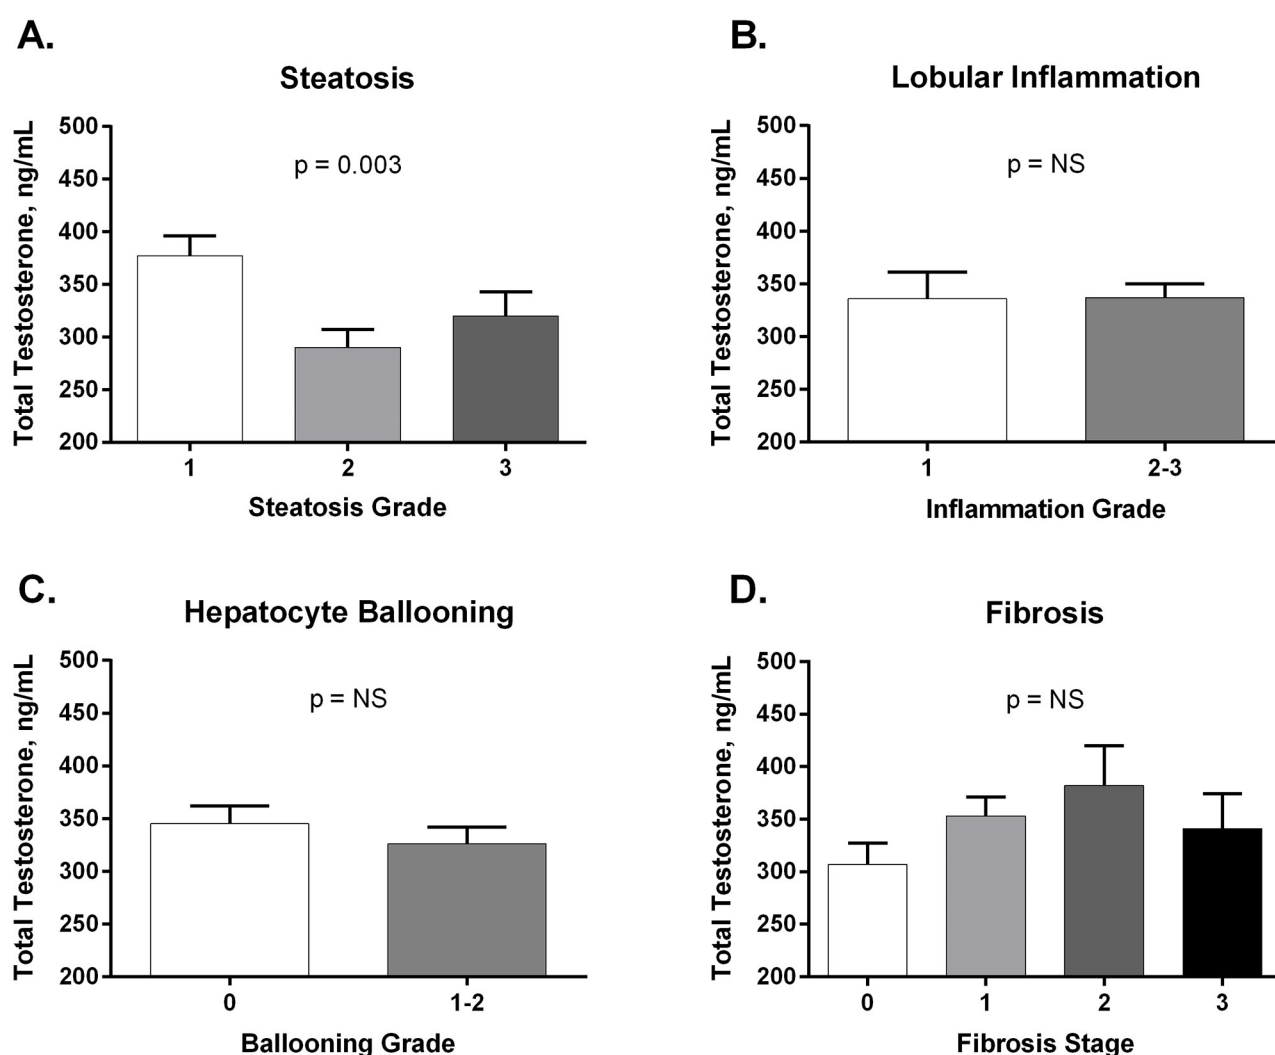 A.
Steatosis
p = 0.003
Total Testosterone, ng/mL
500
450
400
350
300
250
200
1 2 3
Steatosis Grade
B.
Lobular Inflammation
p = NS
Total Testosterone, ng/mL
500
450
400
350
300
250
200
1 2-3
Inflammation Grade
C.
Hepatocyte Ballooning
p = NS
Total Testosterone, ng/mL
500
450
400
350
300
250
200
0 1-2
Ballooning Grade
D.
Fibrosis
p = NS
Total Testosterone, ng/mL
500
450
400
350
300
250
200
0 1 2 3
Fibrosis Stage